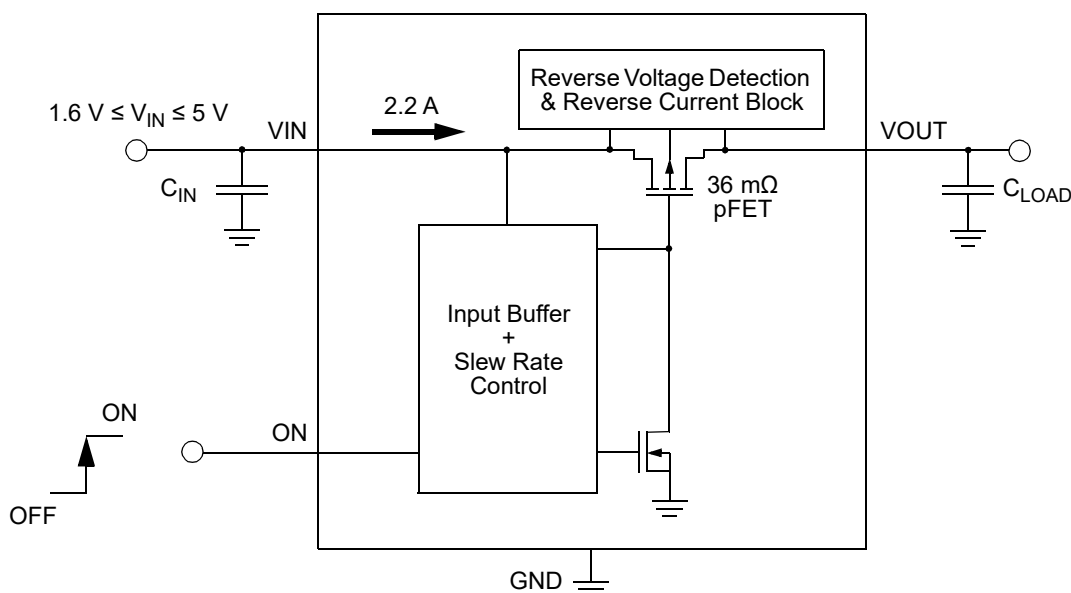 Reverse Voltage Detection
& Reverse Current Block
1.6 V ≤ VIN ≤ 5 V
2.2 A
VIN
VOUT
CIN
36 mΩ
pFET
CLOAD
Input Buffer
+
Slew Rate
Control
ON
ON
OFF
GND